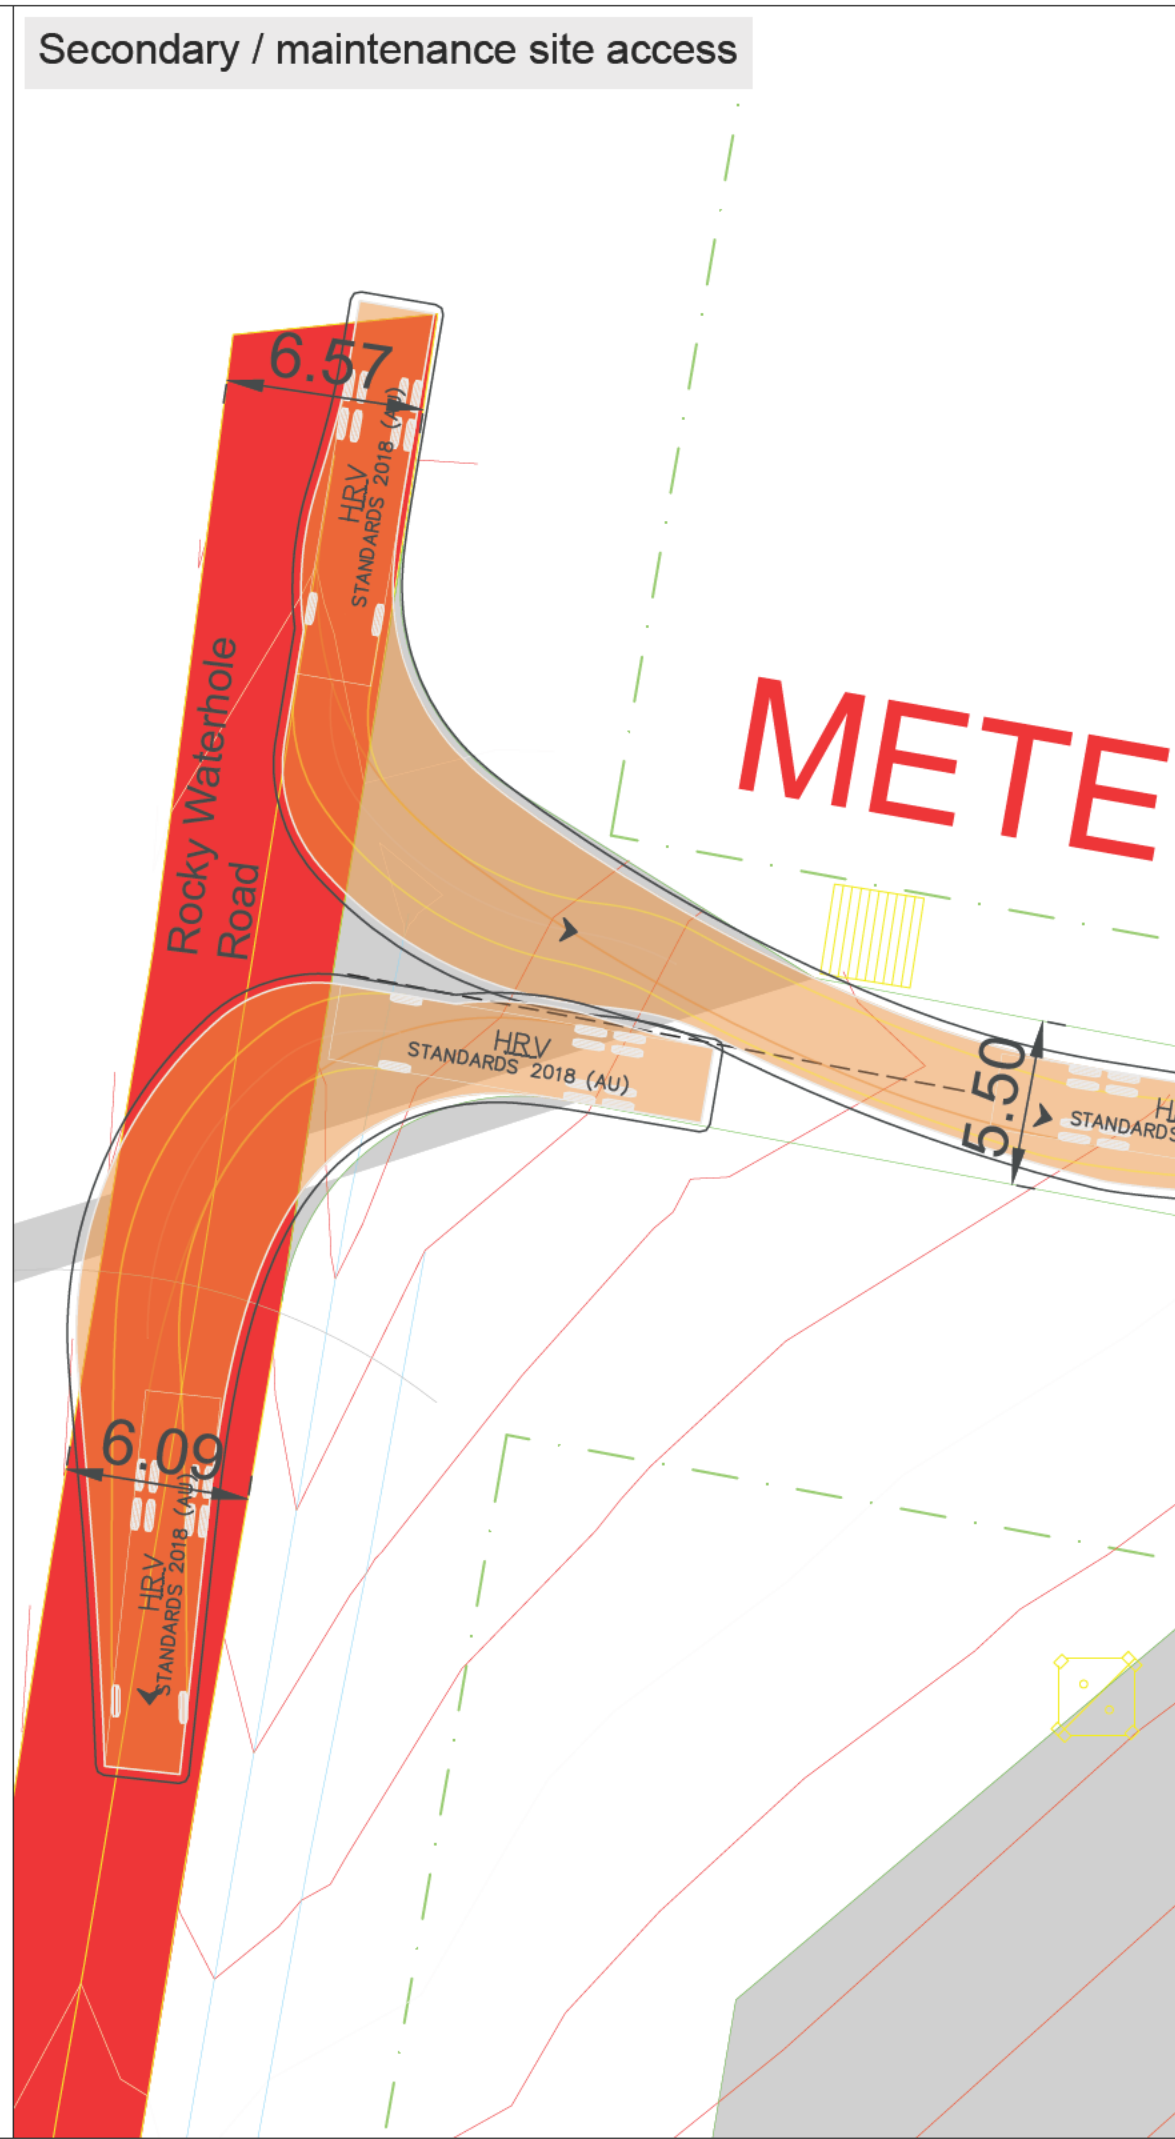 Secondary / maintenance site access
6.57
HRV
STANDARDS 2018 (AU)
Rocky Waterhole
Road
METE
HRV
STANDARDS 2018 (AU)
5.50
STANDARDS
6.09
HRV
STANDARDS 2018 (AU)